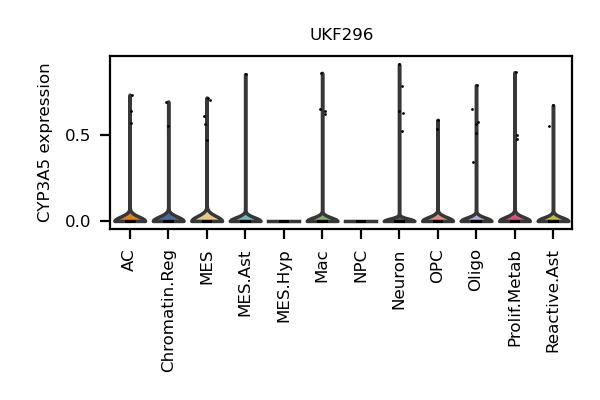 UKF296
CYP3A5 expression
0.5
0.0
AC
Chromatin.Reg
MES
MES.Ast
MES.Hyp
Mac
NPC
Neuron
OPC
Oligo
Prolif.Metab
Reactive.Ast